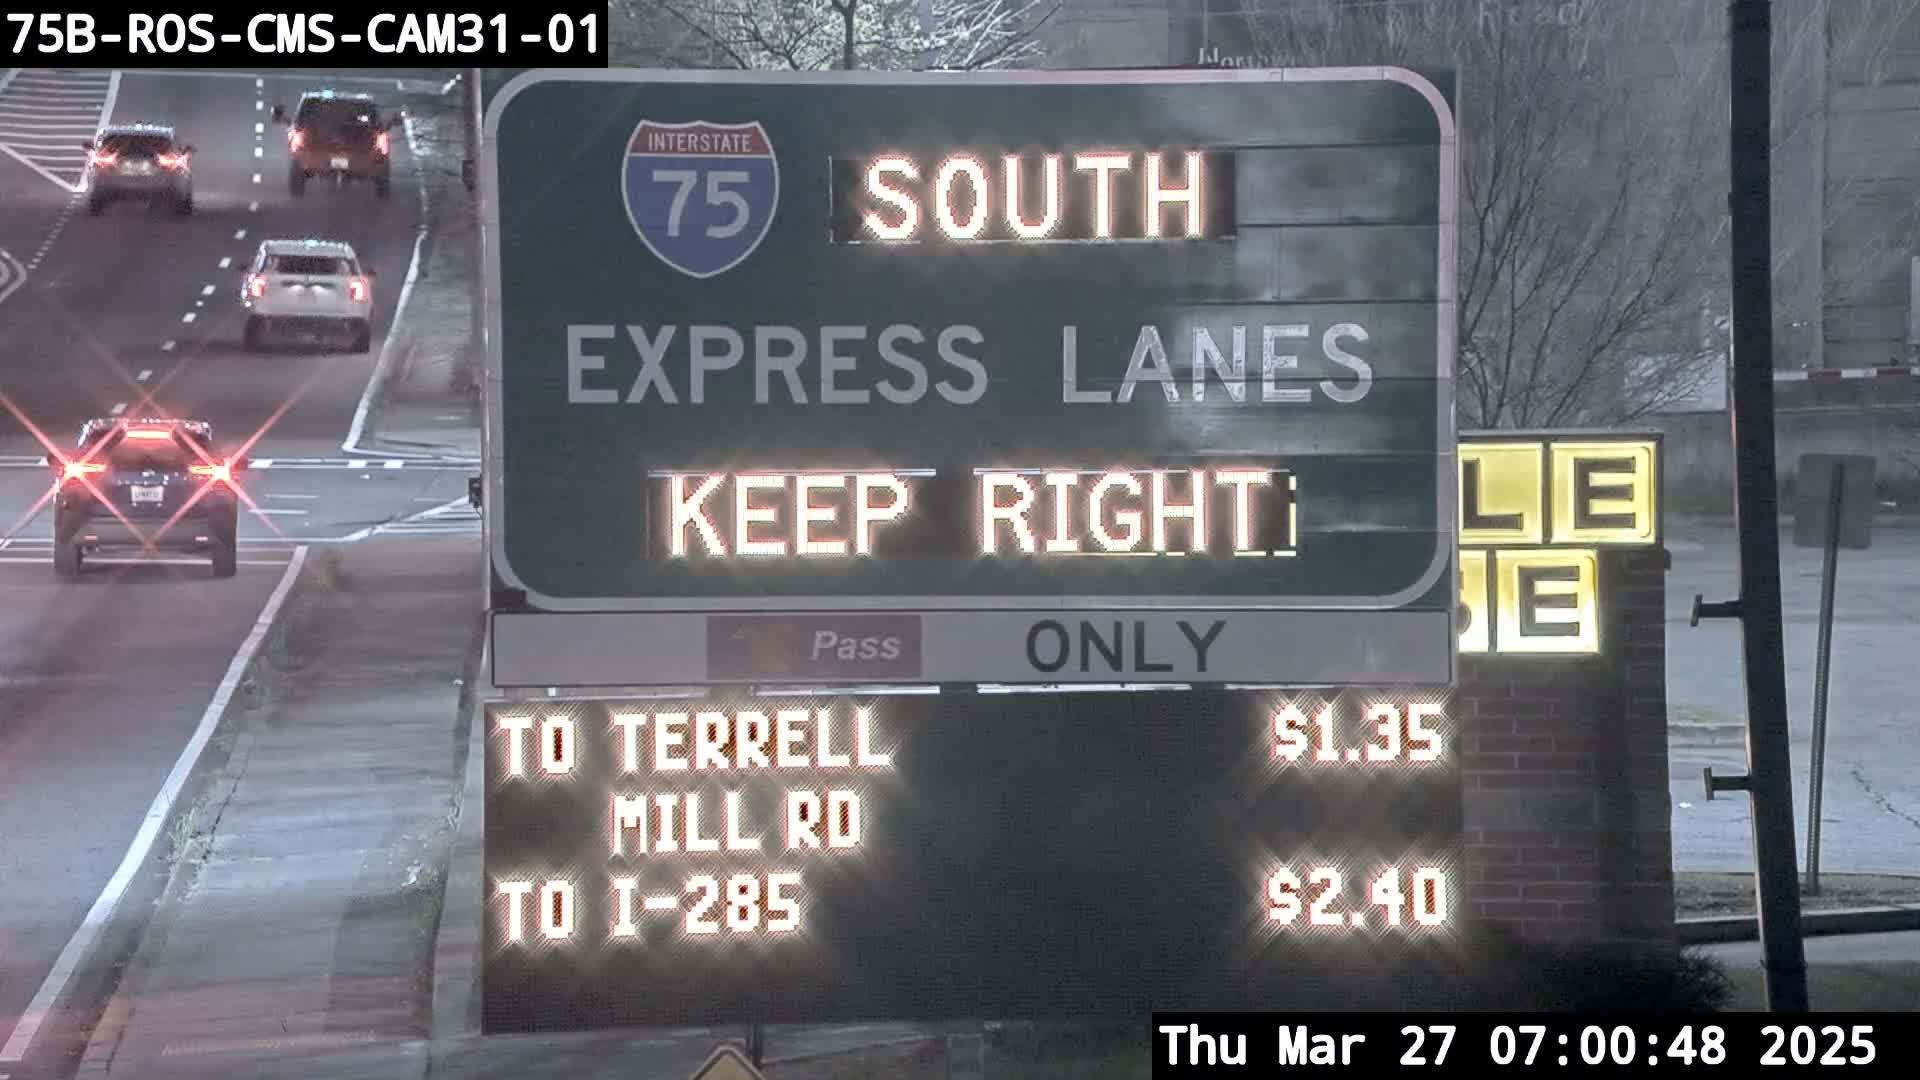 75B-ROS-CMS-CAM31-01
INTERSTATE
75
SOUTH
EXPRESS LANES
KEEP RIGHT
Pass ONLY
TO TERRELL $1.35
MILL RD
TO I-285 $2.40
LE
E
Thu Mar 27 07:00:48 2025